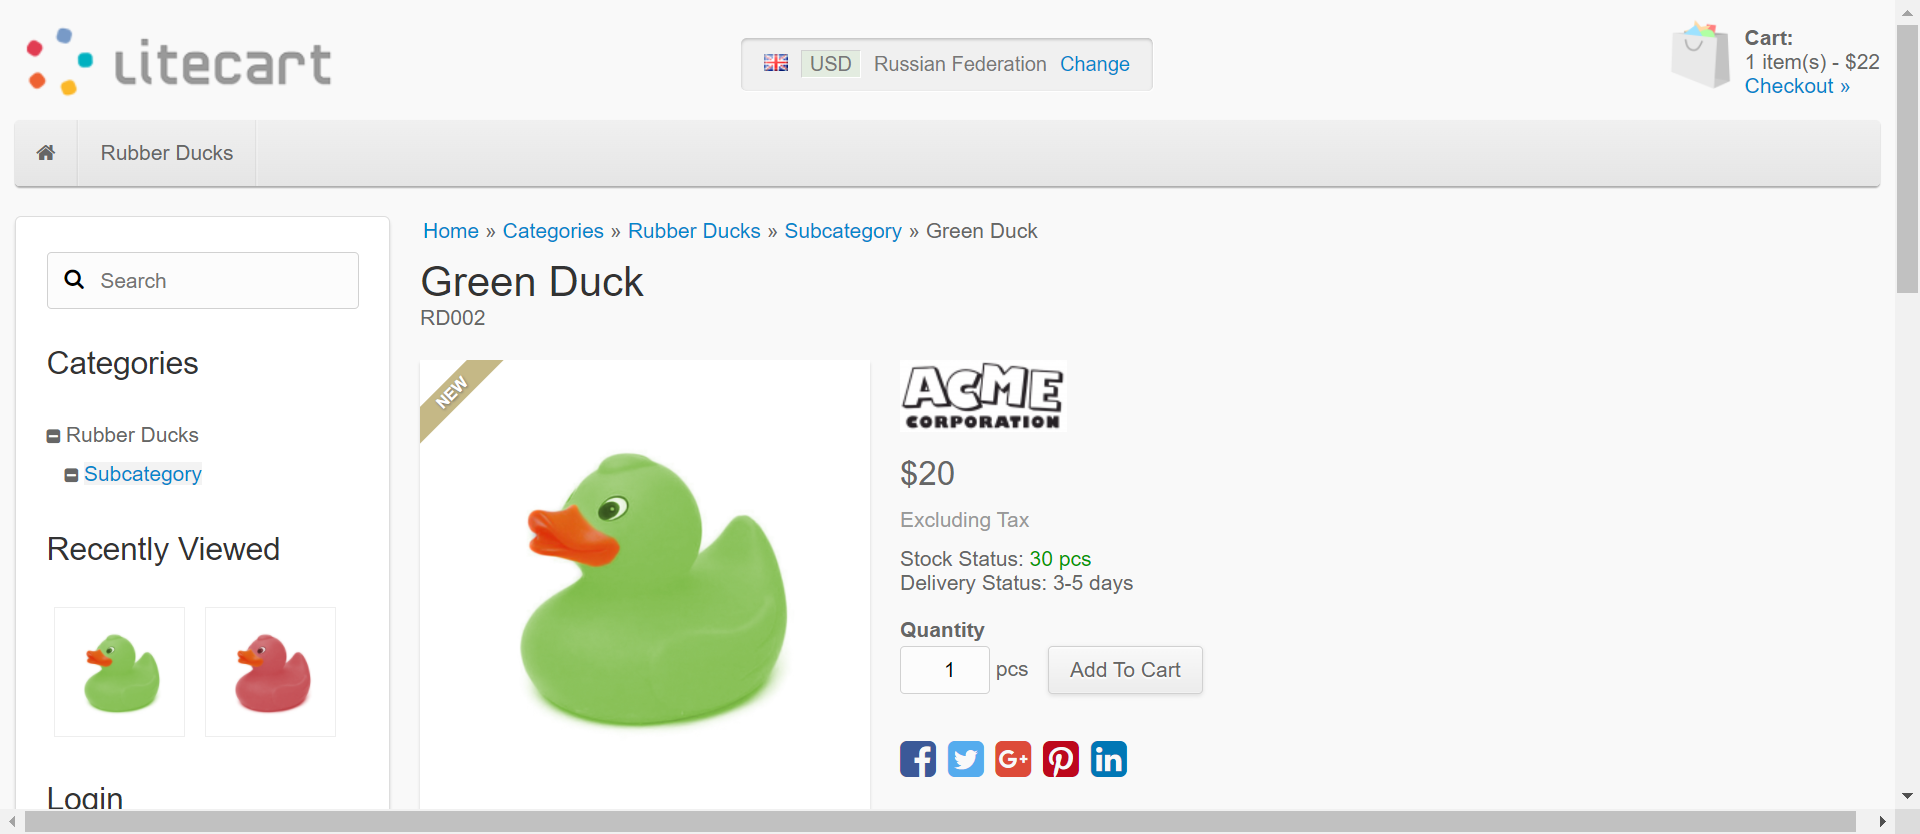 Litecart
USD Russian Federation Change
Cart:
1 item(s) - $22
Checkout »
Rubber Ducks
Search
Categories
Rubber Ducks
Subcategory
Recently Viewed
Login
Home » Categories » Rubber Ducks » Subcategory » Green Duck
Green Duck
RD002
NEW
ACME
CORPORATION
$20
Excluding Tax
Stock Status: 30 pcs
Delivery Status: 3-5 days
Quantity
1 pcs Add To Cart
f G+ in